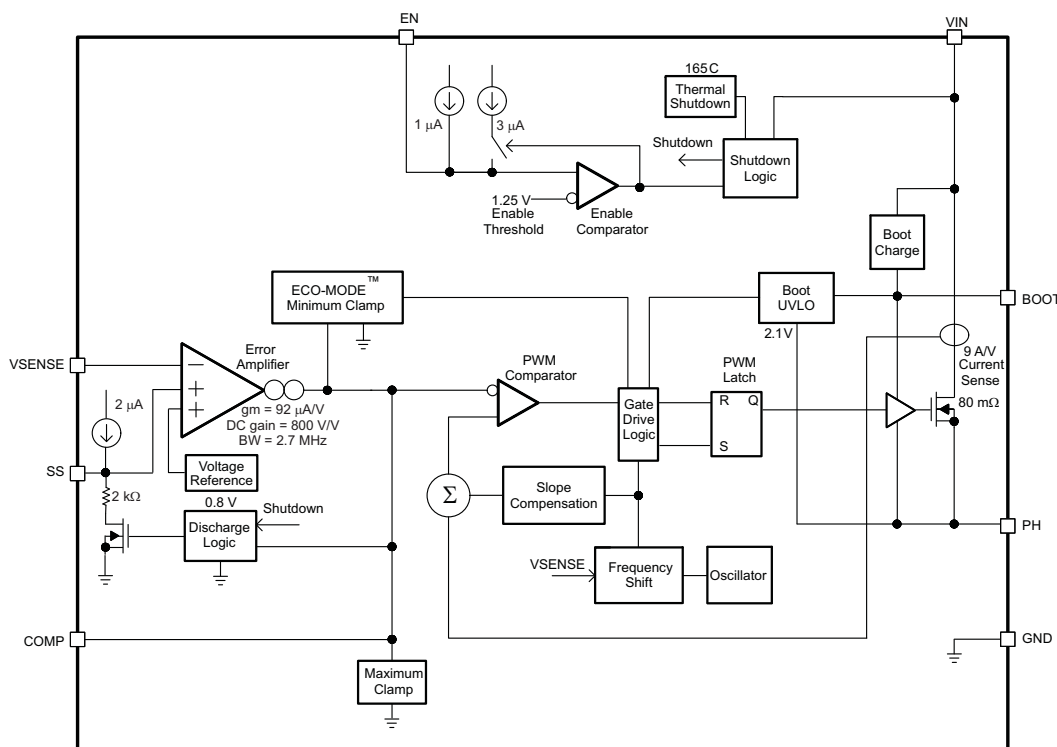 EN
VIN
165C
Thermal
Shutdown
1 μA
3 μA
Shutdown
Shutdown
Logic
1.25 V
Enable
Threshold
Enable
Comparator
Boot
Charge
ECO-MODE™
Minimum Clamp
Boot
UVLO
BOOT
2.1V
VSENSE
Error
Amplifier
PWM
Comparator
PWM
Latch
9 A/V
Current
Sense
80 mΩ
2 μA
gm = 92 μA/V
DC gain = 800 V/V
BW = 2.7 MHz
Gate
Drive
Logic
R
Q
S
SS
Voltage
Reference
2 kΩ
0.8 V
Shutdown
Discharge
Logic
Σ
Slope
Compensation
PH
VSENSE
Frequency
Shift
Oscillator
COMP
GND
Maximum
Clamp